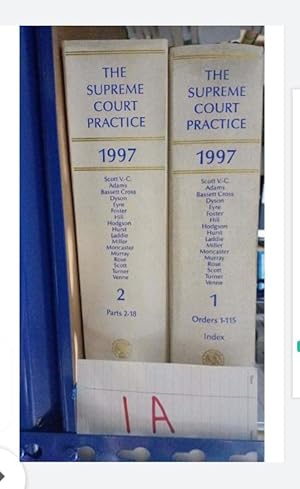 THE
SUPREME
COURT
PRACTICE
1997
Scott V.-C.
Adams
Bassett Cross
Dyson
Eyre
Foster
Hill
Hodgson
Hurst
Laddie
Miller
Moncaster
Murray
Rose
Scott
Turner
Venne
2
Parts 2-18
THE
SUPREME
COURT
PRACTICE
1997
Scott V.-C.
Adams
Bassett Cross
Dyson
Eyre
Foster
Hill
Hodgson
Hurst
Laddie
Miller
Moncaster
Murray
Rose
Scott
Turner
Venne
1
Orders 1-115
Index
1A